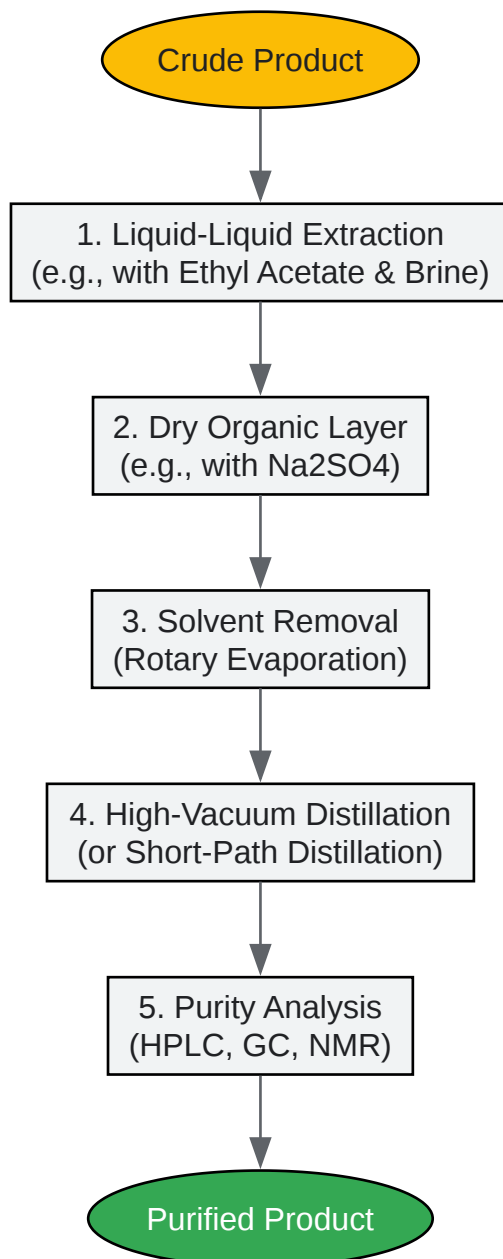 Crude Product
1. Liquid-Liquid Extraction
(e.g., with Ethyl Acetate & Brine)
2. Dry Organic Layer
(e.g., with Na2SO4)
3. Solvent Removal
(Rotary Evaporation)
4. High-Vacuum Distillation
(or Short-Path Distillation)
5. Purity Analysis
(HPLC, GC, NMR)
Purified Product